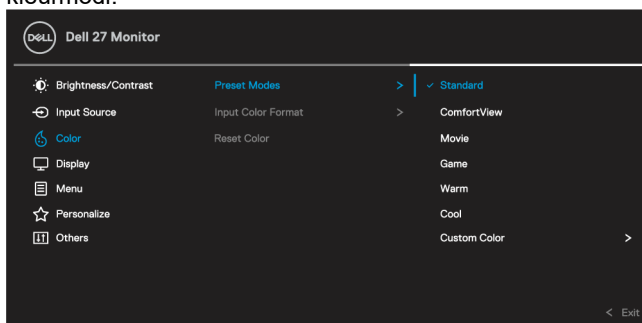 kleurmodi.
DELL Dell 27 Monitor
Brightness/Contrast Preset Modes > ✓ Standard
Input Source Input Color Format > ComfortView
Color Reset Color Movie
Display Game
Menu Warm
Personalize Cool
Others Custom Color >
< Exit